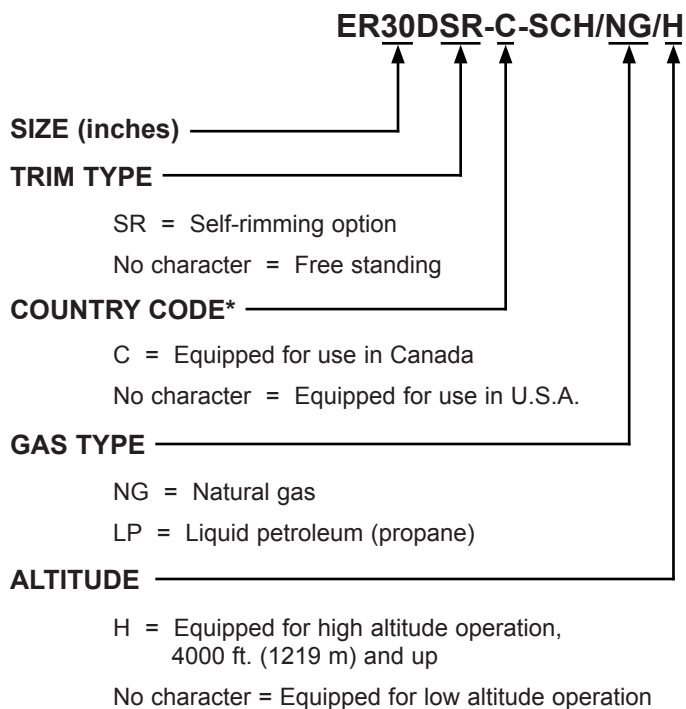 ER30DSR-C-SCH/NG/H
SIZE (inches)
TRIM TYPE
SR = Self-rimming option
No character = Free standing
COUNTRY CODE*
C = Equipped for use in Canada
No character = Equipped for use in U.S.A.
GAS TYPE
NG = Natural gas
LP = Liquid petroleum (propane)
ALTITUDE
H = Equipped for high altitude operation,
4000 ft. (1219 m) and up
No character = Equipped for low altitude operation